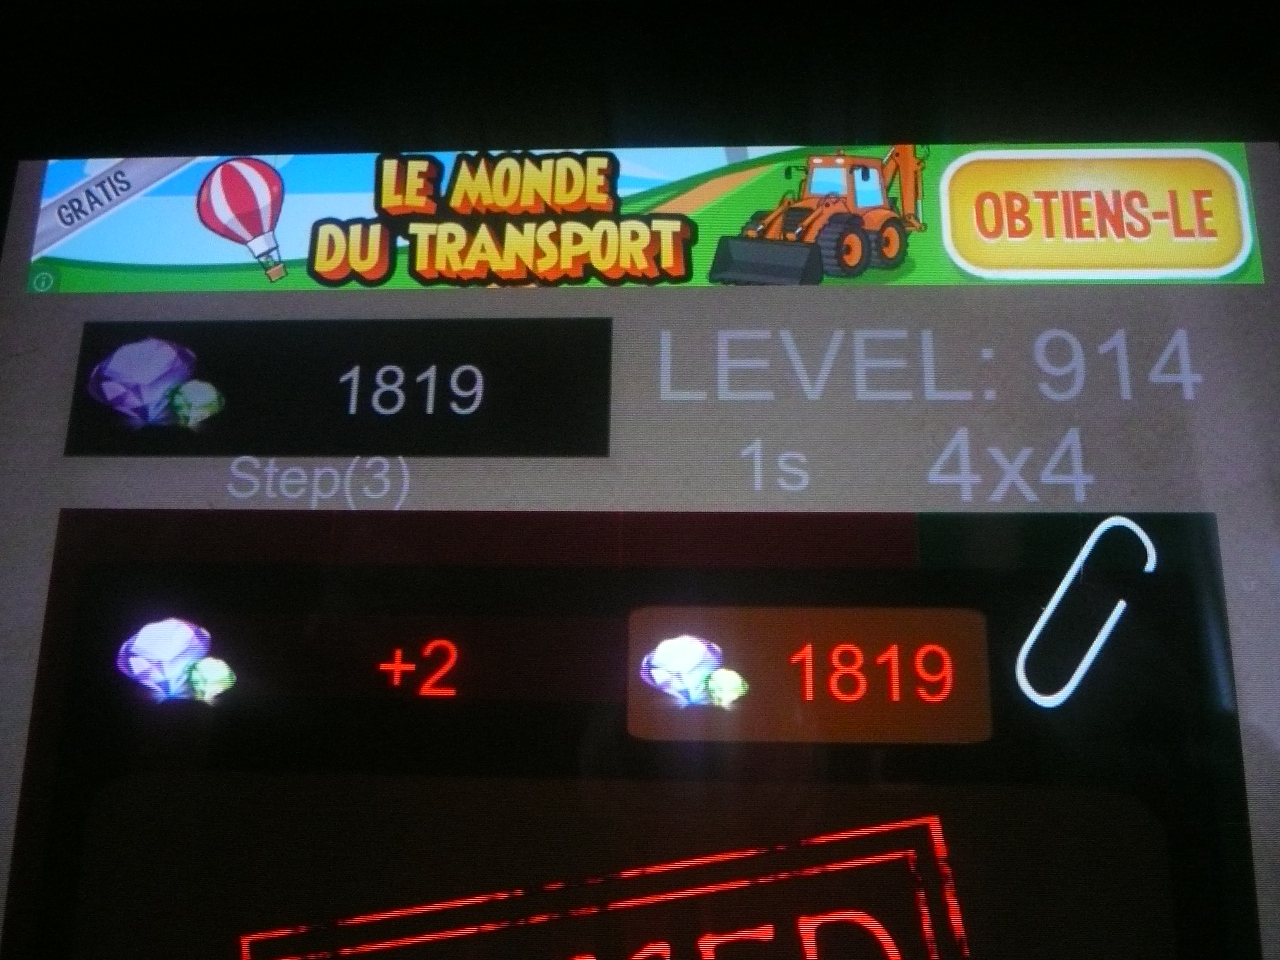 GRATIS
LE MONDE
DU TRANSPORT
OBTIENS-LE
1819
LEVEL: 914
Step(3)
1s
4x4
+2
1819